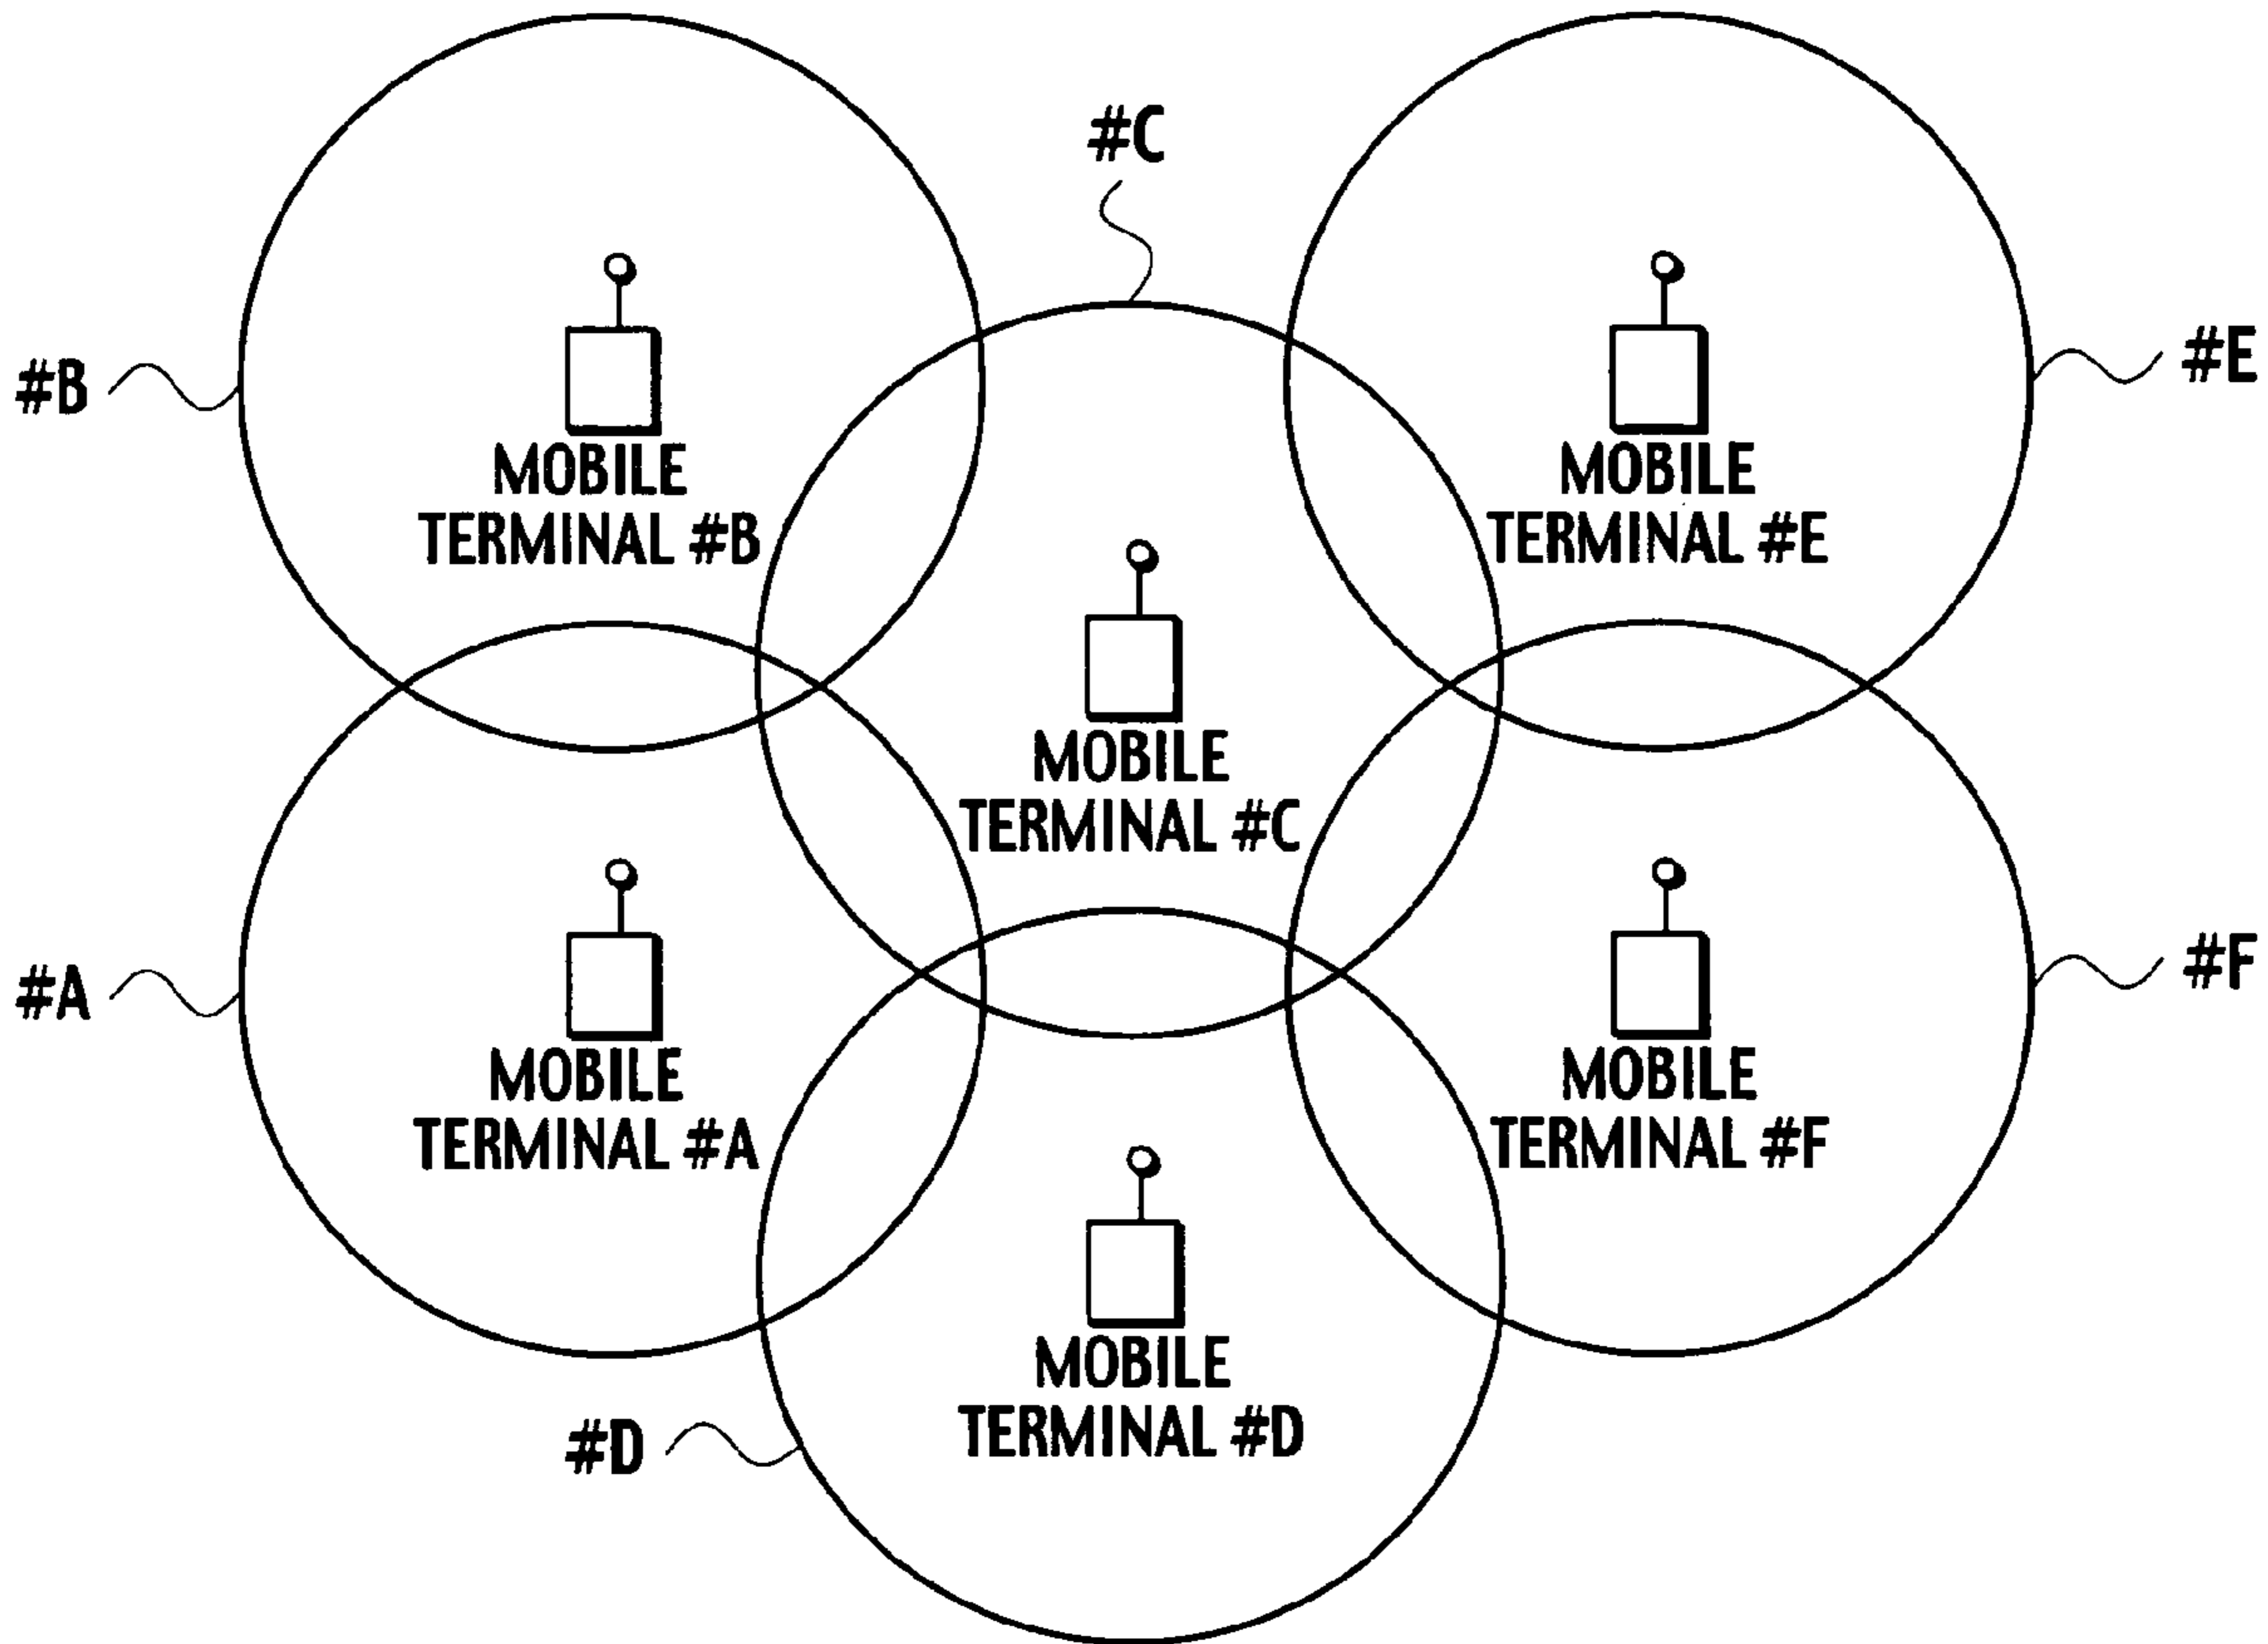 #C
#B
#E
MOBILE
TERMINAL #B
MOBILE
TERMINAL #E
MOBILE
TERMINAL #C
#A
#F
MOBILE
TERMINAL #A
MOBILE
TERMINAL #F
#D
MOBILE
TERMINAL #D